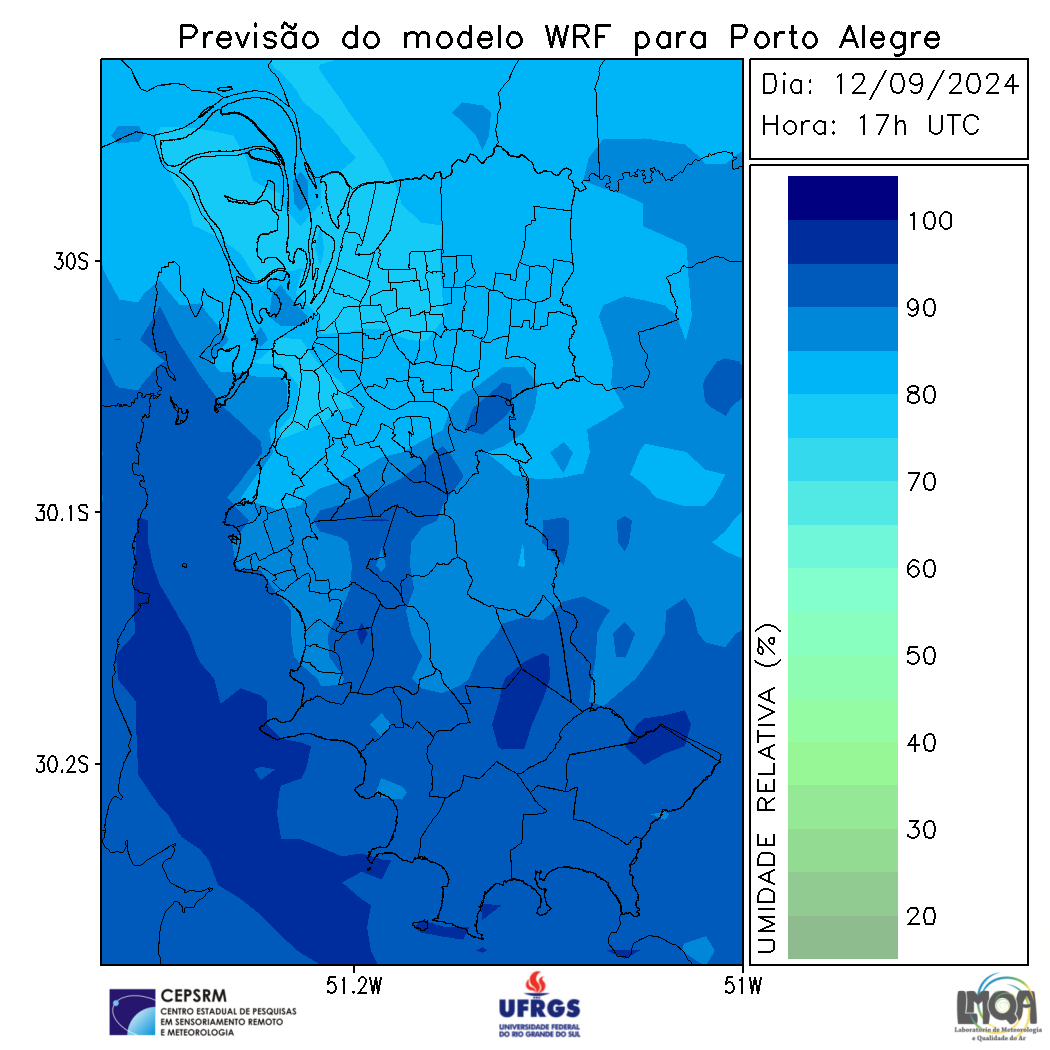 Previsão do modelo WRF para Porto Alegre
Dia: 12/09/2024
Hora: 17h UTC
30S
30.1S
30.2S
51.2W
51W
UMIDADE RELATIVA (%)
100
90
80
70
60
50
40
30
20
CEPSRM
CENTRO ESTADUAL DE PESQUISAS
EM SENSORIAMENTO REMOTO
E METEOROLOGIA
UFRGS
UNIVERSIDADE FEDERAL
DO RIO GRANDE DO SUL
LMQA
Laboratório de Meteorologia
e Qualidade do Ar